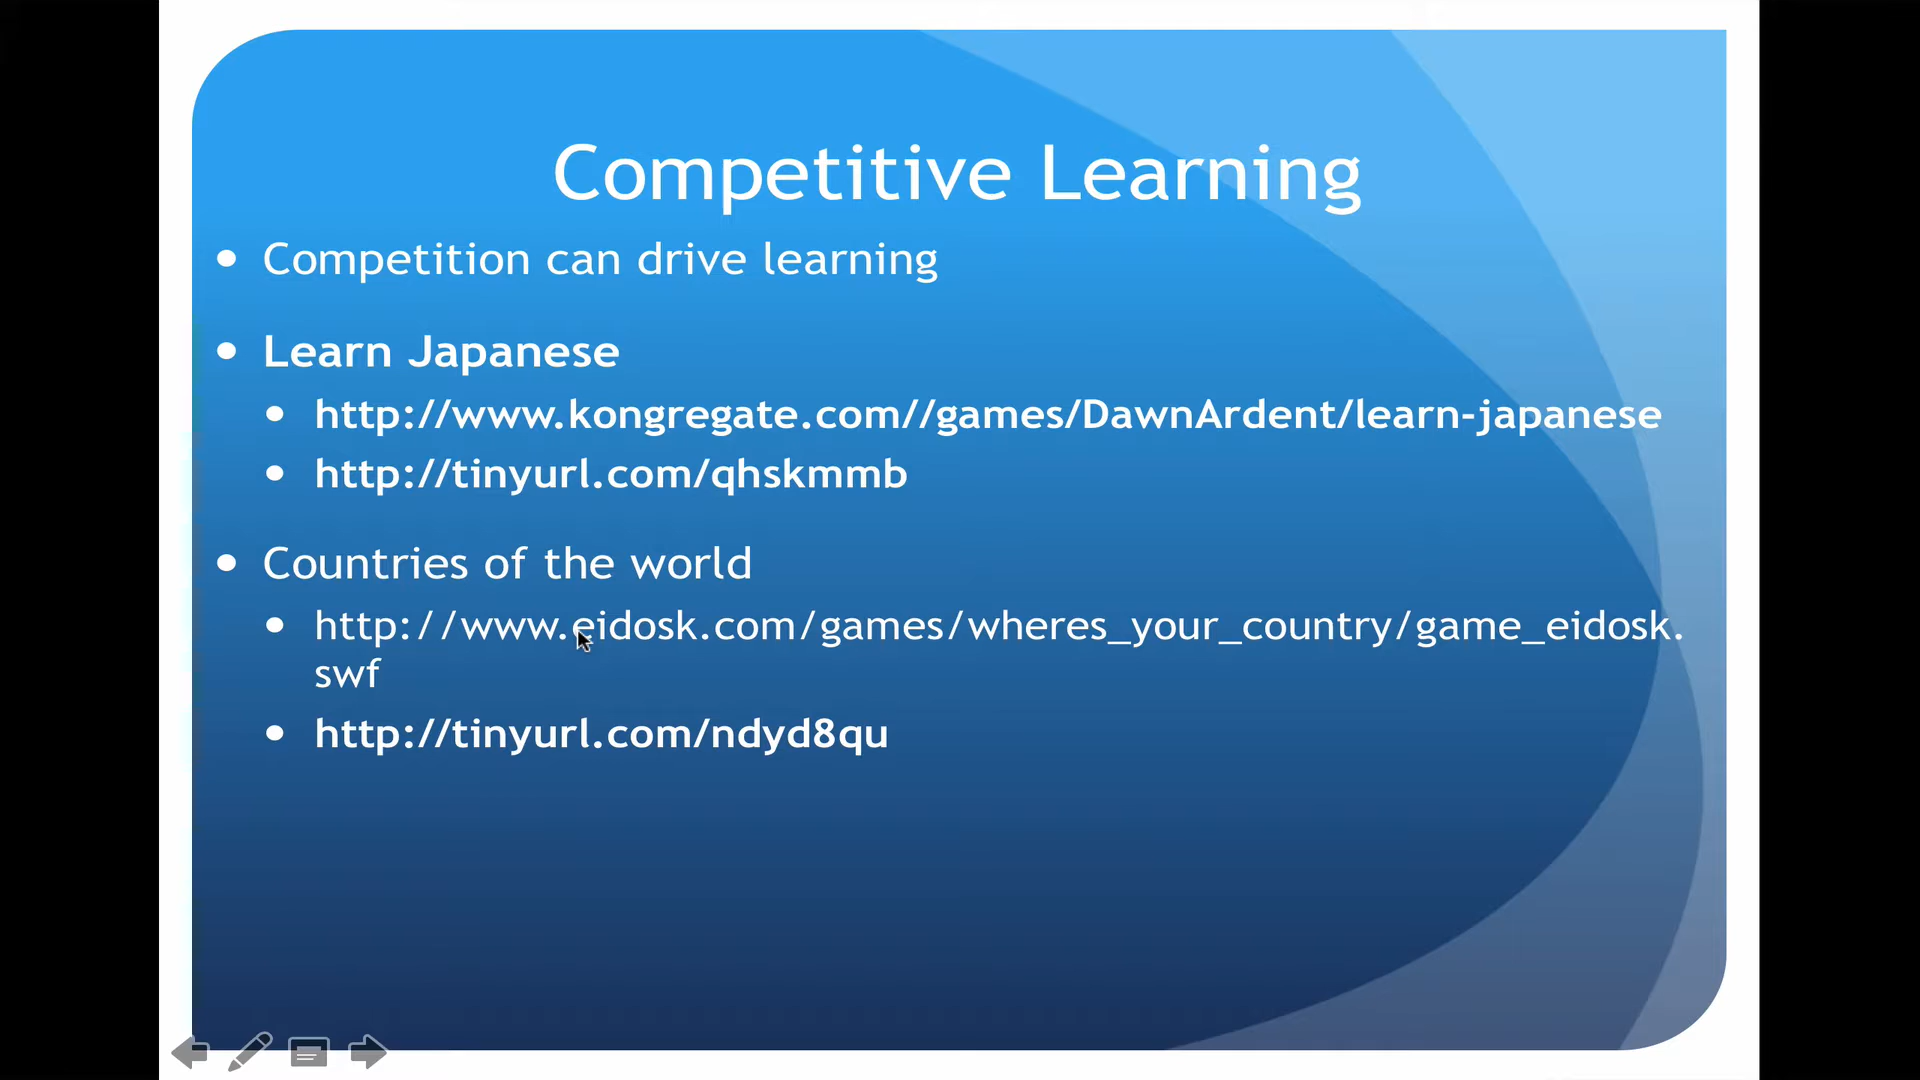 Competitive Learning
Competition can drive learning
Learn Japanese
http://www.kongregate.com//games/DawnArdent/learn-japanese
http://tinyurl.com/qhskmmb
Countries of the world
http://www.eidosk.com/games/wheres_your_country/game_eidosk.
swf
http://tinyurl.com/ndyd8qu